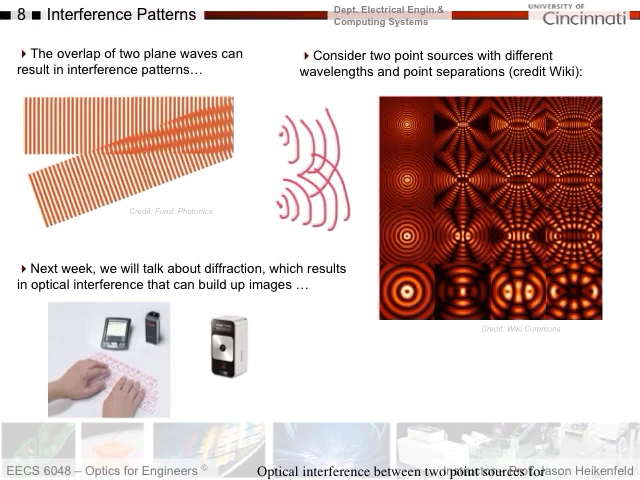 8 ■ Interference Patterns
Dept. Electrical Engin.&
Computing Systems
UNIVERSITY OF
Cincinnati
The overlap of two plane waves can
result in interference patterns…
Consider two point sources with different
wavelengths and point separations (credit Wiki):
Credit: Fund. Photonics
Next week, we will talk about diffraction, which results
in optical interference that can build up images …
Credit: Wiki Commons
EECS 6048 – Optics for Engineers ©
Optical interference between two point sources for
Prof. Jason Heikenfeld